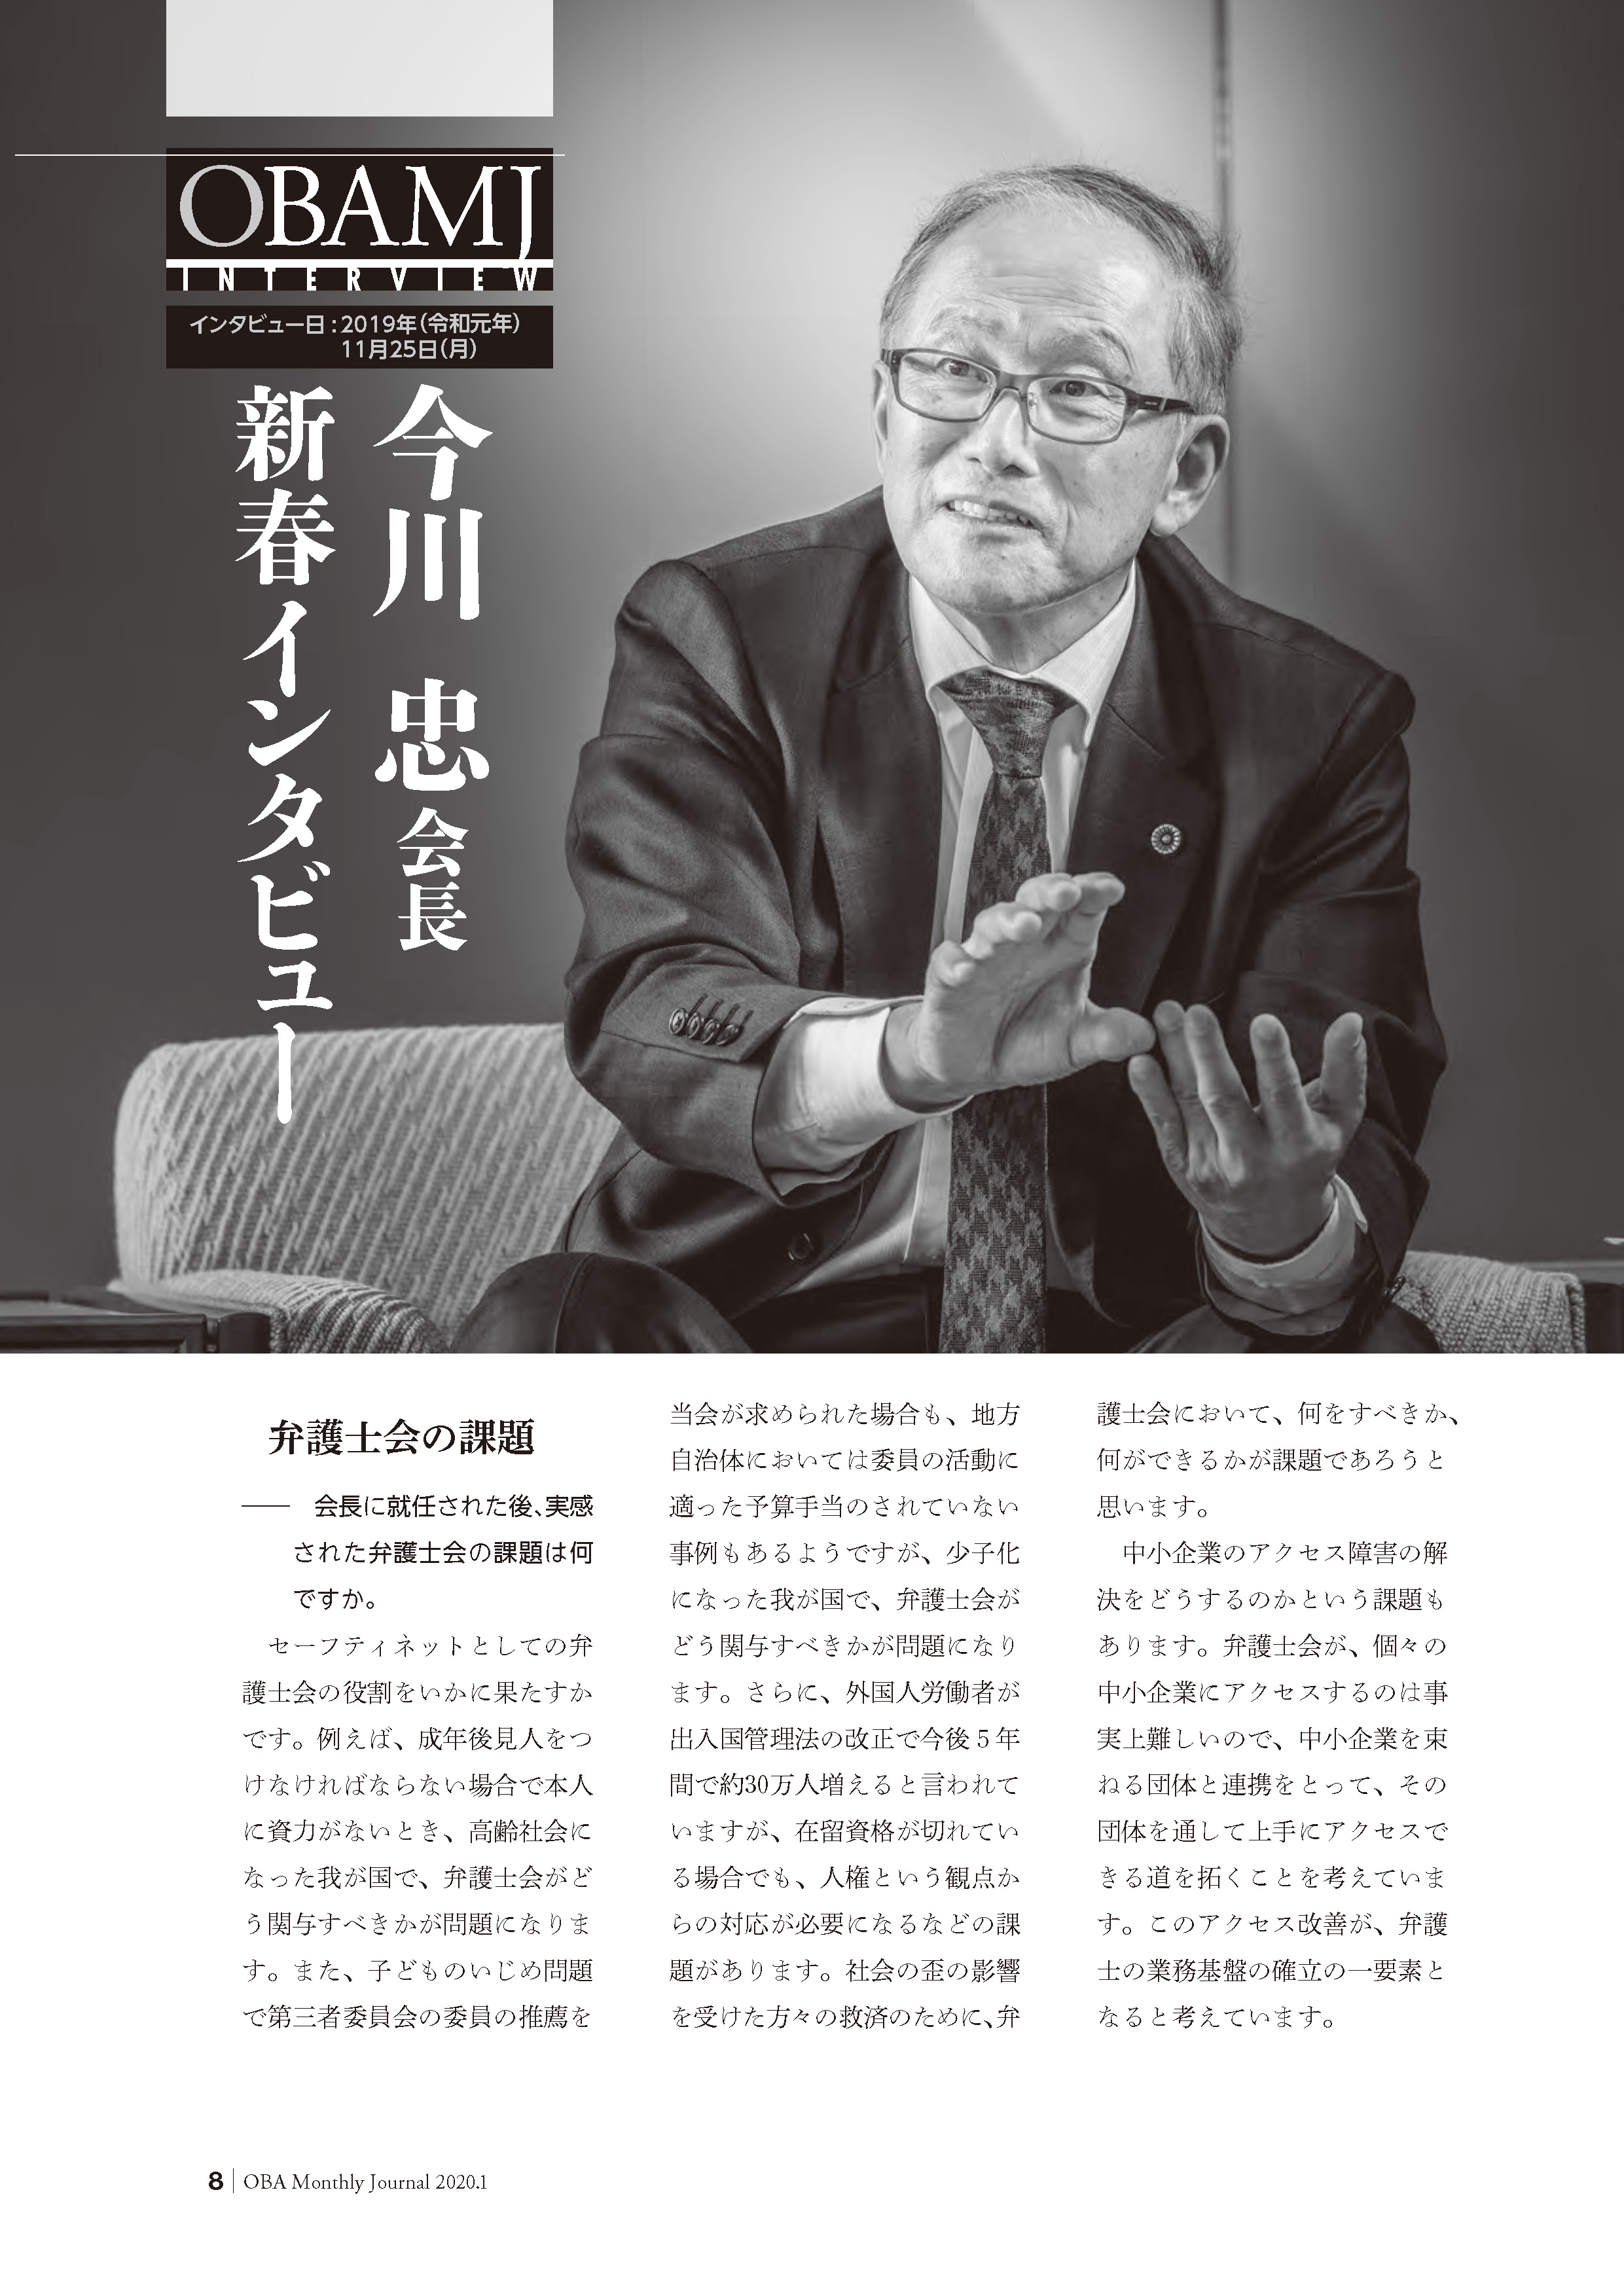 OBAMJ
INTERVIEW
インタビュー日：2019年（令和元年）
11月25日（月）
今川 忠 会長
新春インタビュー
弁護士会の課題
―― 会長に就任された後、実感
された弁護士会の課題は何
ですか。
セーフティネットとしての弁
護士会の役割をいかに果たすか
です。例えば、成年後見人をつ
けなければならない場合で本人
に資力がないとき、高齢社会に
なった我が国で、弁護士会がど
う関与すべきかが問題になりま
す。また、子どものいじめ問題
で第三者委員会の委員の推薦を
当会が求められた場合も、地方
自治体においては委員の活動に
適った予算手当のされていない
事例もあるようですが、少子化
になった我が国で、弁護士会が
どう関与すべきかが問題になり
ます。さらに、外国人労働者が
出入国管理法の改正で今後５年
間で約30万人増えると言われて
いますが、在留資格が切れてい
る場合でも、人権という観点か
らの対応が必要になるなどの課
題があります。社会の歪の影響
を受けた方々の救済のために、弁
護士会において、何をすべきか、
何ができるかが課題であろうと
思います。
中小企業のアクセス障害の解
決をどうするのかという課題も
あります。弁護士会が、個々の
中小企業にアクセスするのは事
実上難しいので、中小企業を束
ねる団体と連携をとって、その
団体を通して上手にアクセスで
きる道を拓くことを考えていま
す。このアクセス改善が、弁護
士の業務基盤の確立の一要素と
なると考えています。
8 | OBA Monthly Journal 2020.1